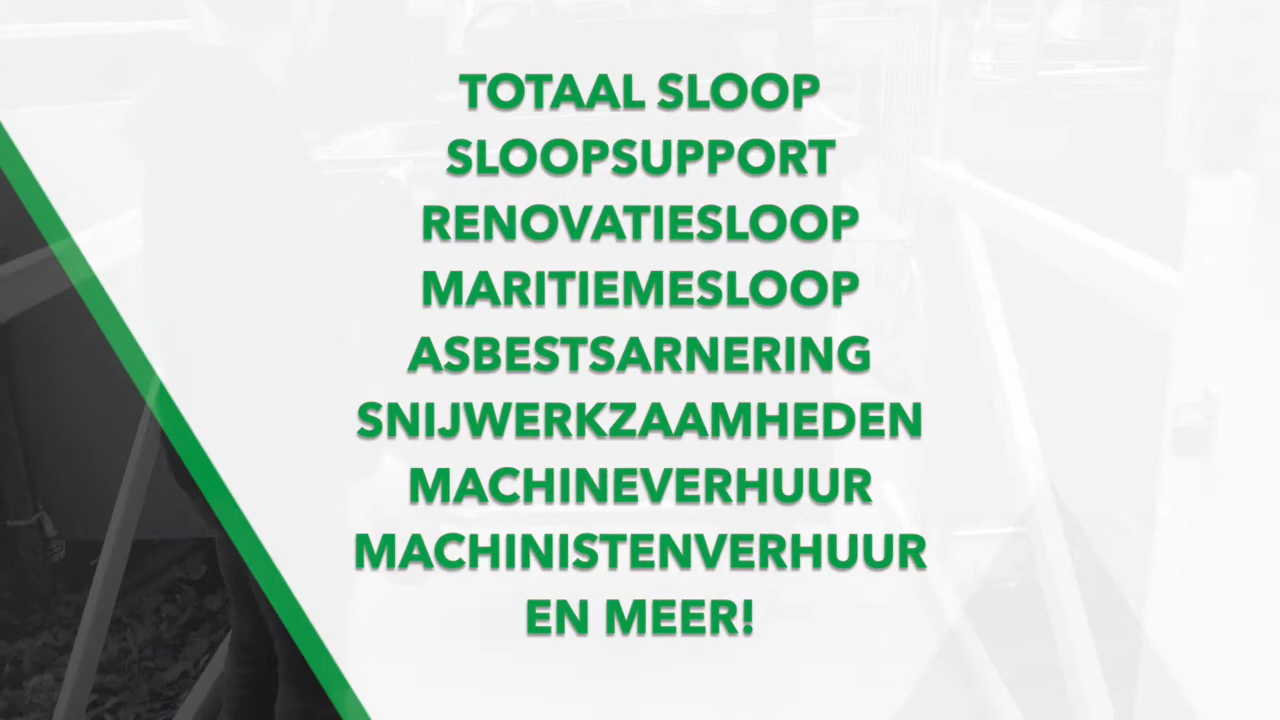 TOTAAL SLOOP
SLOOPSUPPORT
RENOVATIESLOOP
MARITIEMESLOOP
ASBESTSARNERING
SNIJWERKZAAMHEDEN
MACHINEVERHUUR
MACHINISTENVERHUUR
EN MEER!